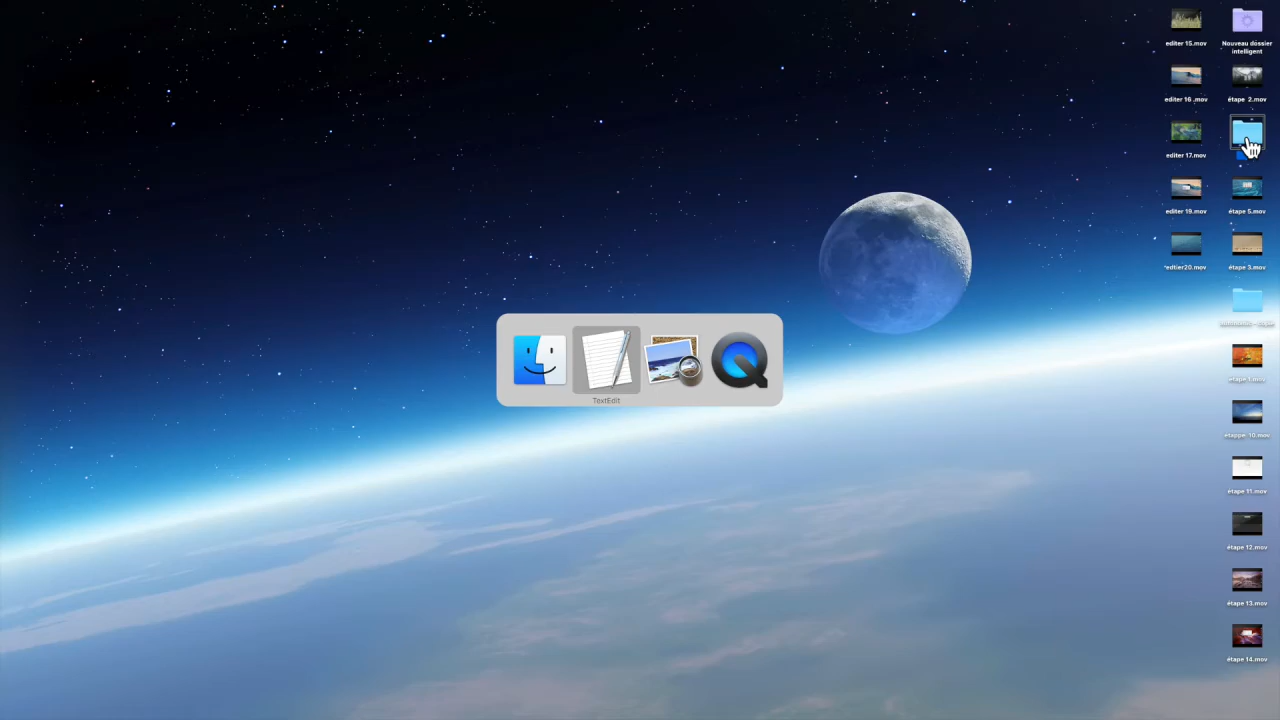 editer 15.mov
Nouveau dossier
intelligent
editer 16 .mov
étape 2.mov
editer 17.mov
editer 19.mov
étape 5.mov
étape 3.mov
TextEdit
etappe 10.mov
étape 11.mov
étape 12.mov
étape 13.mov
étape 14.mov